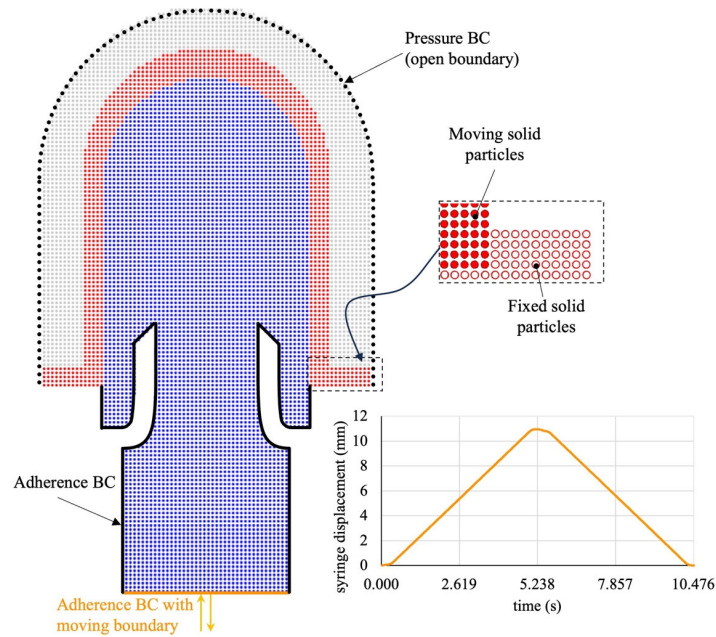 Pressure BC
(open boundary)
Moving solid
particles
Fixed solid
particles
Adherence BC
Adherence BC with
moving boundary
syringe displacement (mm)
12
10
8
6
4
2
0
0.000 2.619 5.238 7.857 10.476
time (s)